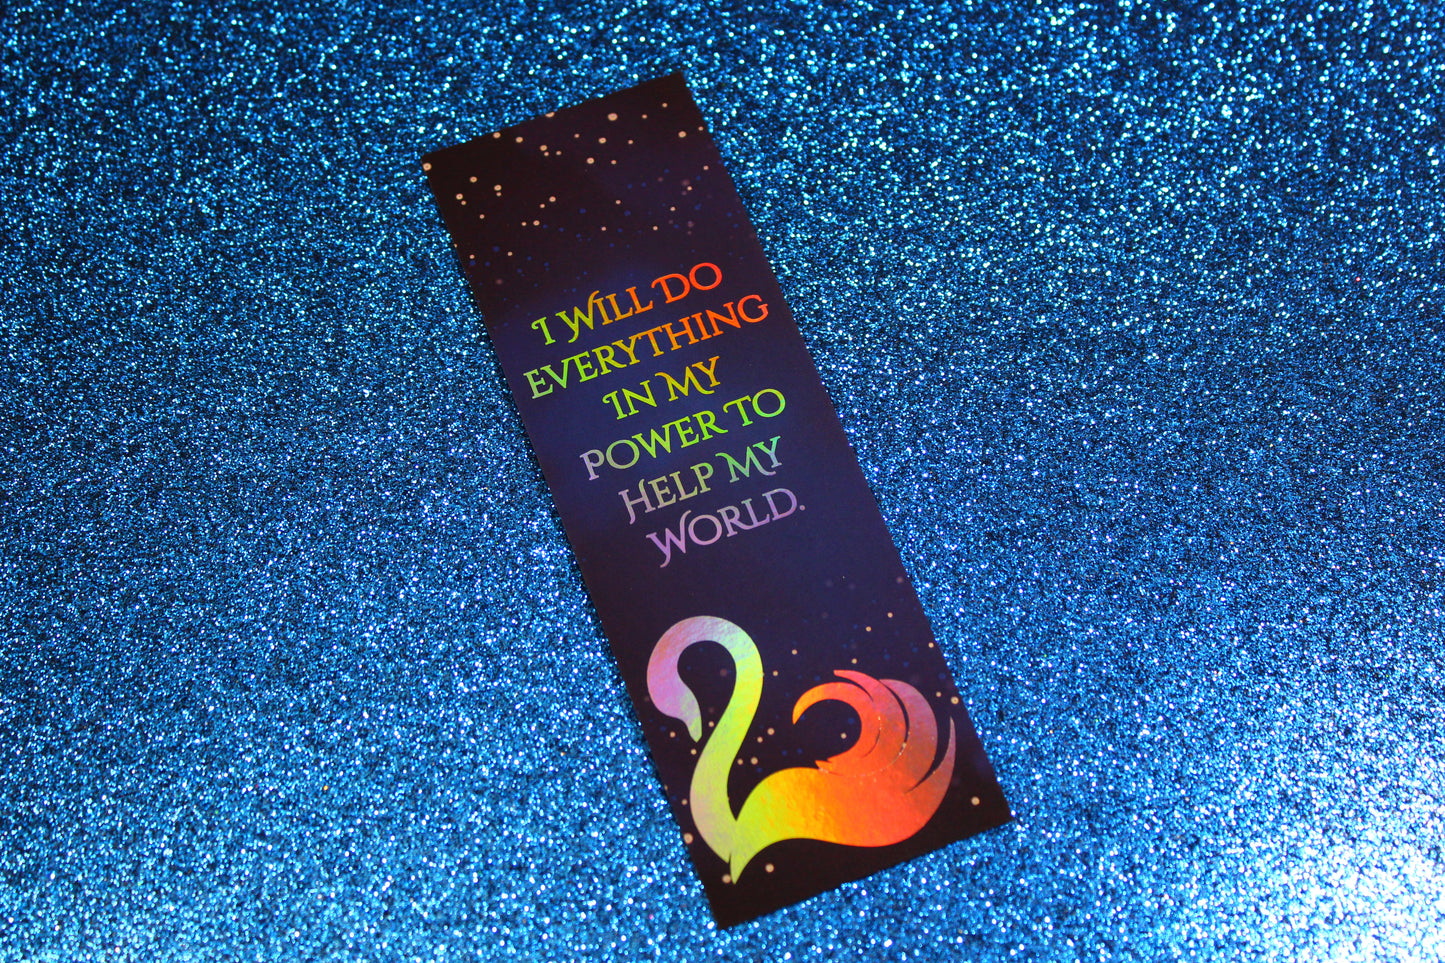 I WILL DO
EVERYTHING
IN MY
POWER TO
HELP MY
WORLD.